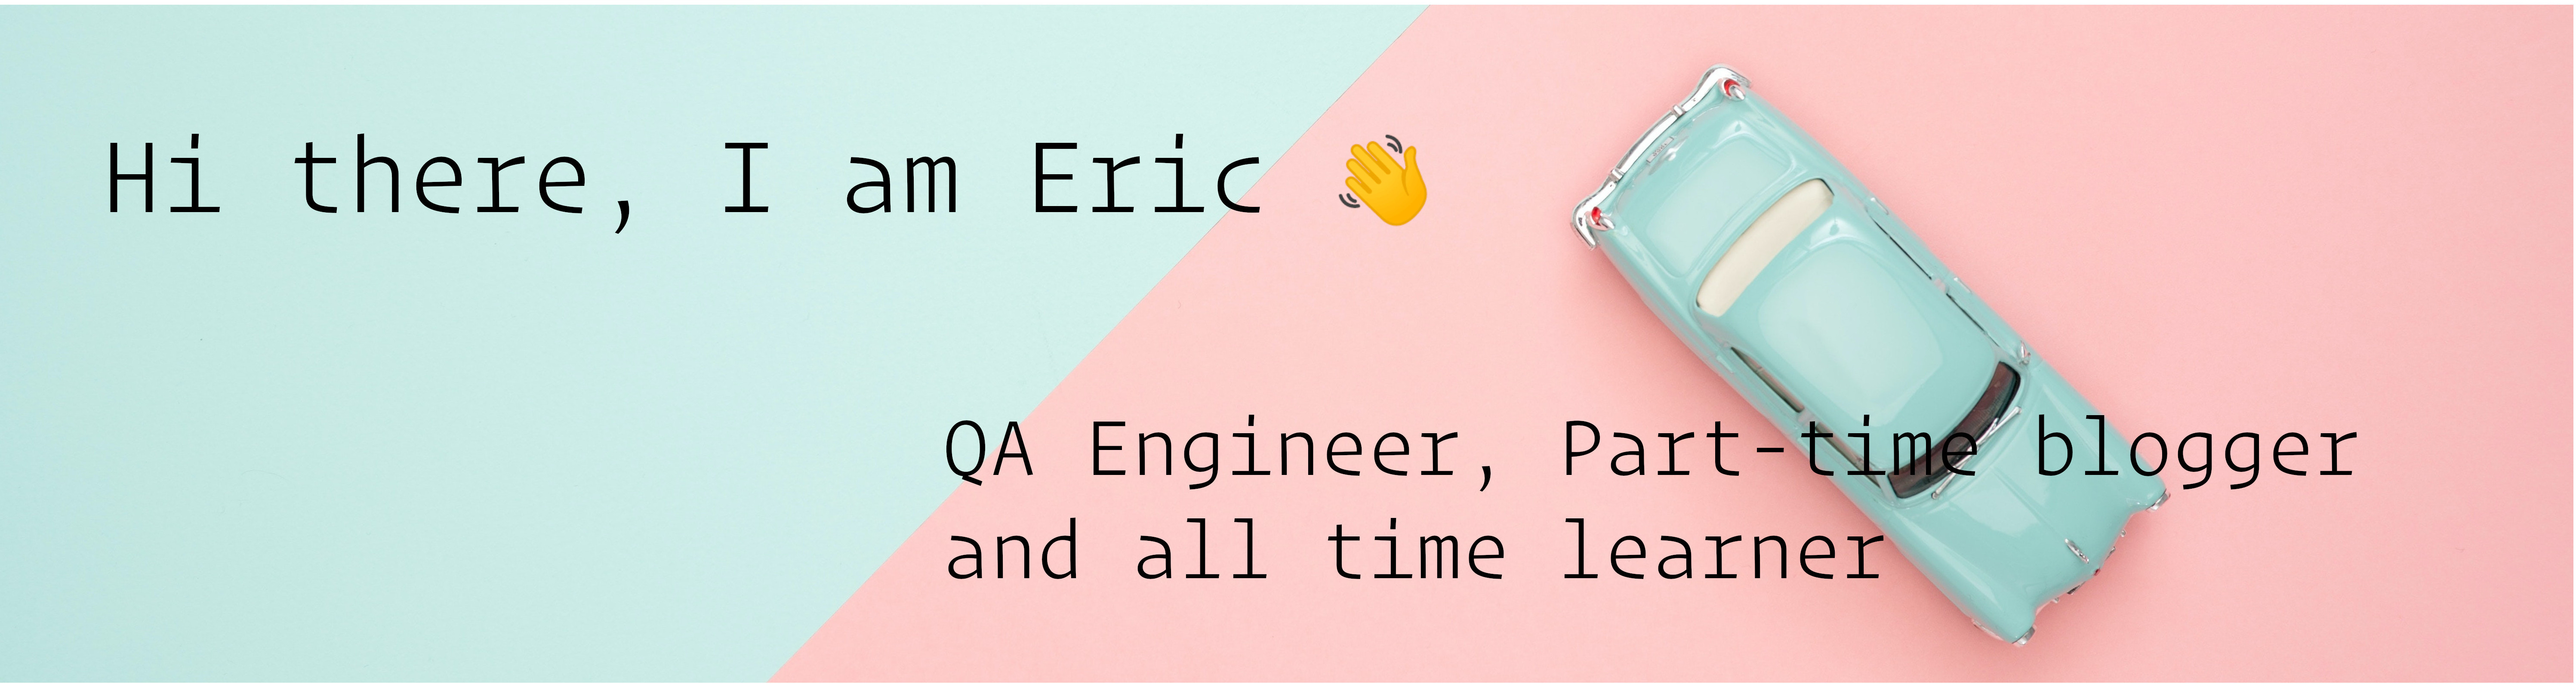 Hi there, I am Eric 👋
QA Engineer, Part-time blogger
and all time learner